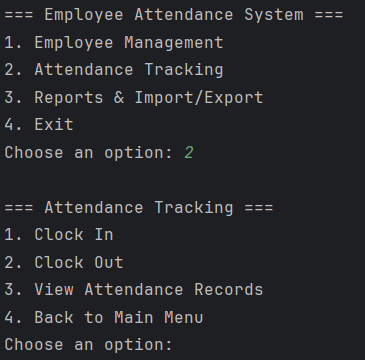 === Employee Attendance System ===
1. Employee Management
2. Attendance Tracking
3. Reports & Import/Export
4. Exit
Choose an option: 2

=== Attendance Tracking ===
1. Clock In
2. Clock Out
3. View Attendance Records
4. Back to Main Menu
Choose an option: